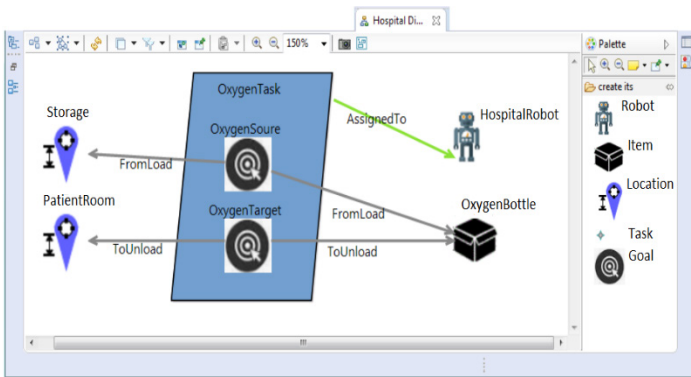 Hospital Di...
150%
Palette
create its
Robot
Item
Location
Task
Goal
OxygenTask
Storage
OxygenSoure
AssignedTo
HospitalRobot
FromLoad
PatientRoom
OxygenTarget
FromLoad
OxygenBottle
ToUnload
ToUnload